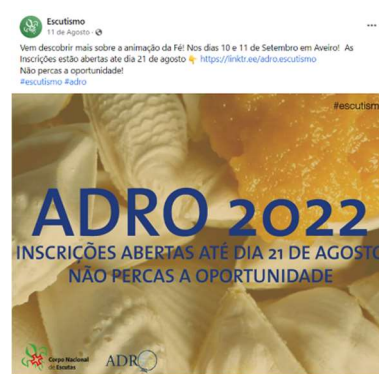 Escutismo
11 de Agosto ·
Vem descobrir mais sobre a animação da Fé! Nos dias 10 e 11 de Setembro em Aveiro! As
Inscrições estão abertas ate dia 21 de agosto 👇 https://linktr.ee/adro.escutismo
Não percas a oportunidade!
#escutismo #adro
#escutism
ADRO 2022
INSCRIÇÕES ABERTAS ATÉ DIA 21 DE AGOSTO
NÃO PERCAS A OPORTUNIDADE
Corpo Nacional
de Escutas
ADRO